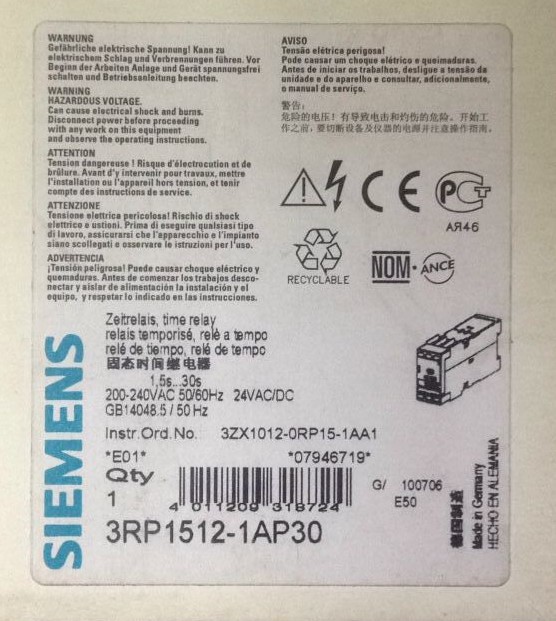 WARNUNG
Gefährliche elektrische Spannung! Kann zu
elektrischem Schlag und Verbrennungen führen. Vor
Beginn der Arbeiten Anlage und Gerät spannungsfrei
schalten und Betriebsanleitung beachten.
WARNING
HAZARDOUS VOLTAGE.
Can cause electrical shock and burns.
Disconnect power before proceeding
with any work on this equipment
and observe the operating instructions.
ATTENTION
Tension dangereuse ! Risque d'électrocution et de
brûlure. Avant d'y intervenir pour travaux, mettre
l'installation ou l'appareil hors tension, et tenir
compte des instructions de service.
ATTENZIONE
Tensione elettrica pericolosa! Rischio di shock
elettrico e ustioni. Prima di eseguire qualsiasi tipo
di lavoro, assicurarsi che l'apparecchio e l'impianto
siano scollegati e osservare le istruzioni per l'uso.
ADVERTENCIA
¡Tensión peligrosa! Puede causar choque eléctrico y
quemaduras. Antes de comenzar los trabajos desco-
nectar y aislar de alimentación la instalación y el
equipo, y respetar lo indicado en las instrucciones.
AVISO
Tensão elétrica perigosa!
Pode causar um choque elétrico e queimaduras.
Antes de iniciar os trabalhos, desligue a tensão da
unidade e do aparelho e consultar, adicionalmente,
o manual de serviço.
警告:
危险的电压! 有导致电击和灼伤的危险。开始工
作之前, 要切断设备及仪器的电源并注意操作指南。
CE
PCT
АЯ46
RECYCLABLE
NOM-ANCE
SIEMENS
Zeitrelais, time relay
relais temporisé, relè a tempo
relé de tiempo, relé de tempo
固态时间继电器
1,5s...30s
200-240VAC 50/60Hz 24VAC/DC
GB14048.5 / 50 Hz
Instr.Ord.No. 3ZX1012-0RP15-1AA1
*E01* *07946719*
Qty
1
4 011209 318724
G/ 100706
E50
3RP1512-1AP30
德国制造
Made in Germany
HECHO EN ALEMANIA